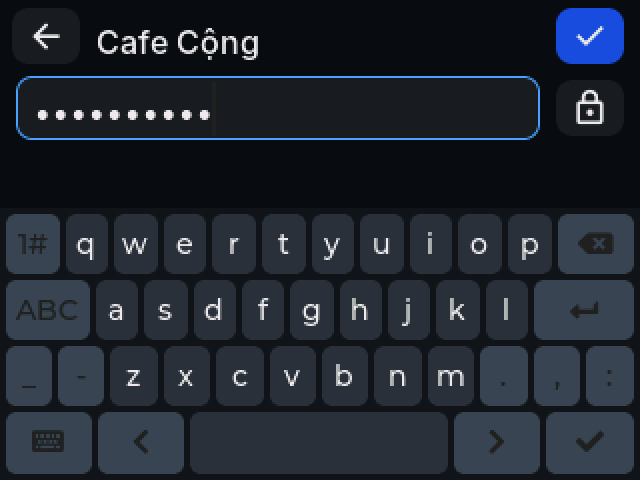 Cafe Cộng
••••••••••
1# q w e r t y u i o p
ABC a s d f g h j k l
_ - z x c v b n m . , :